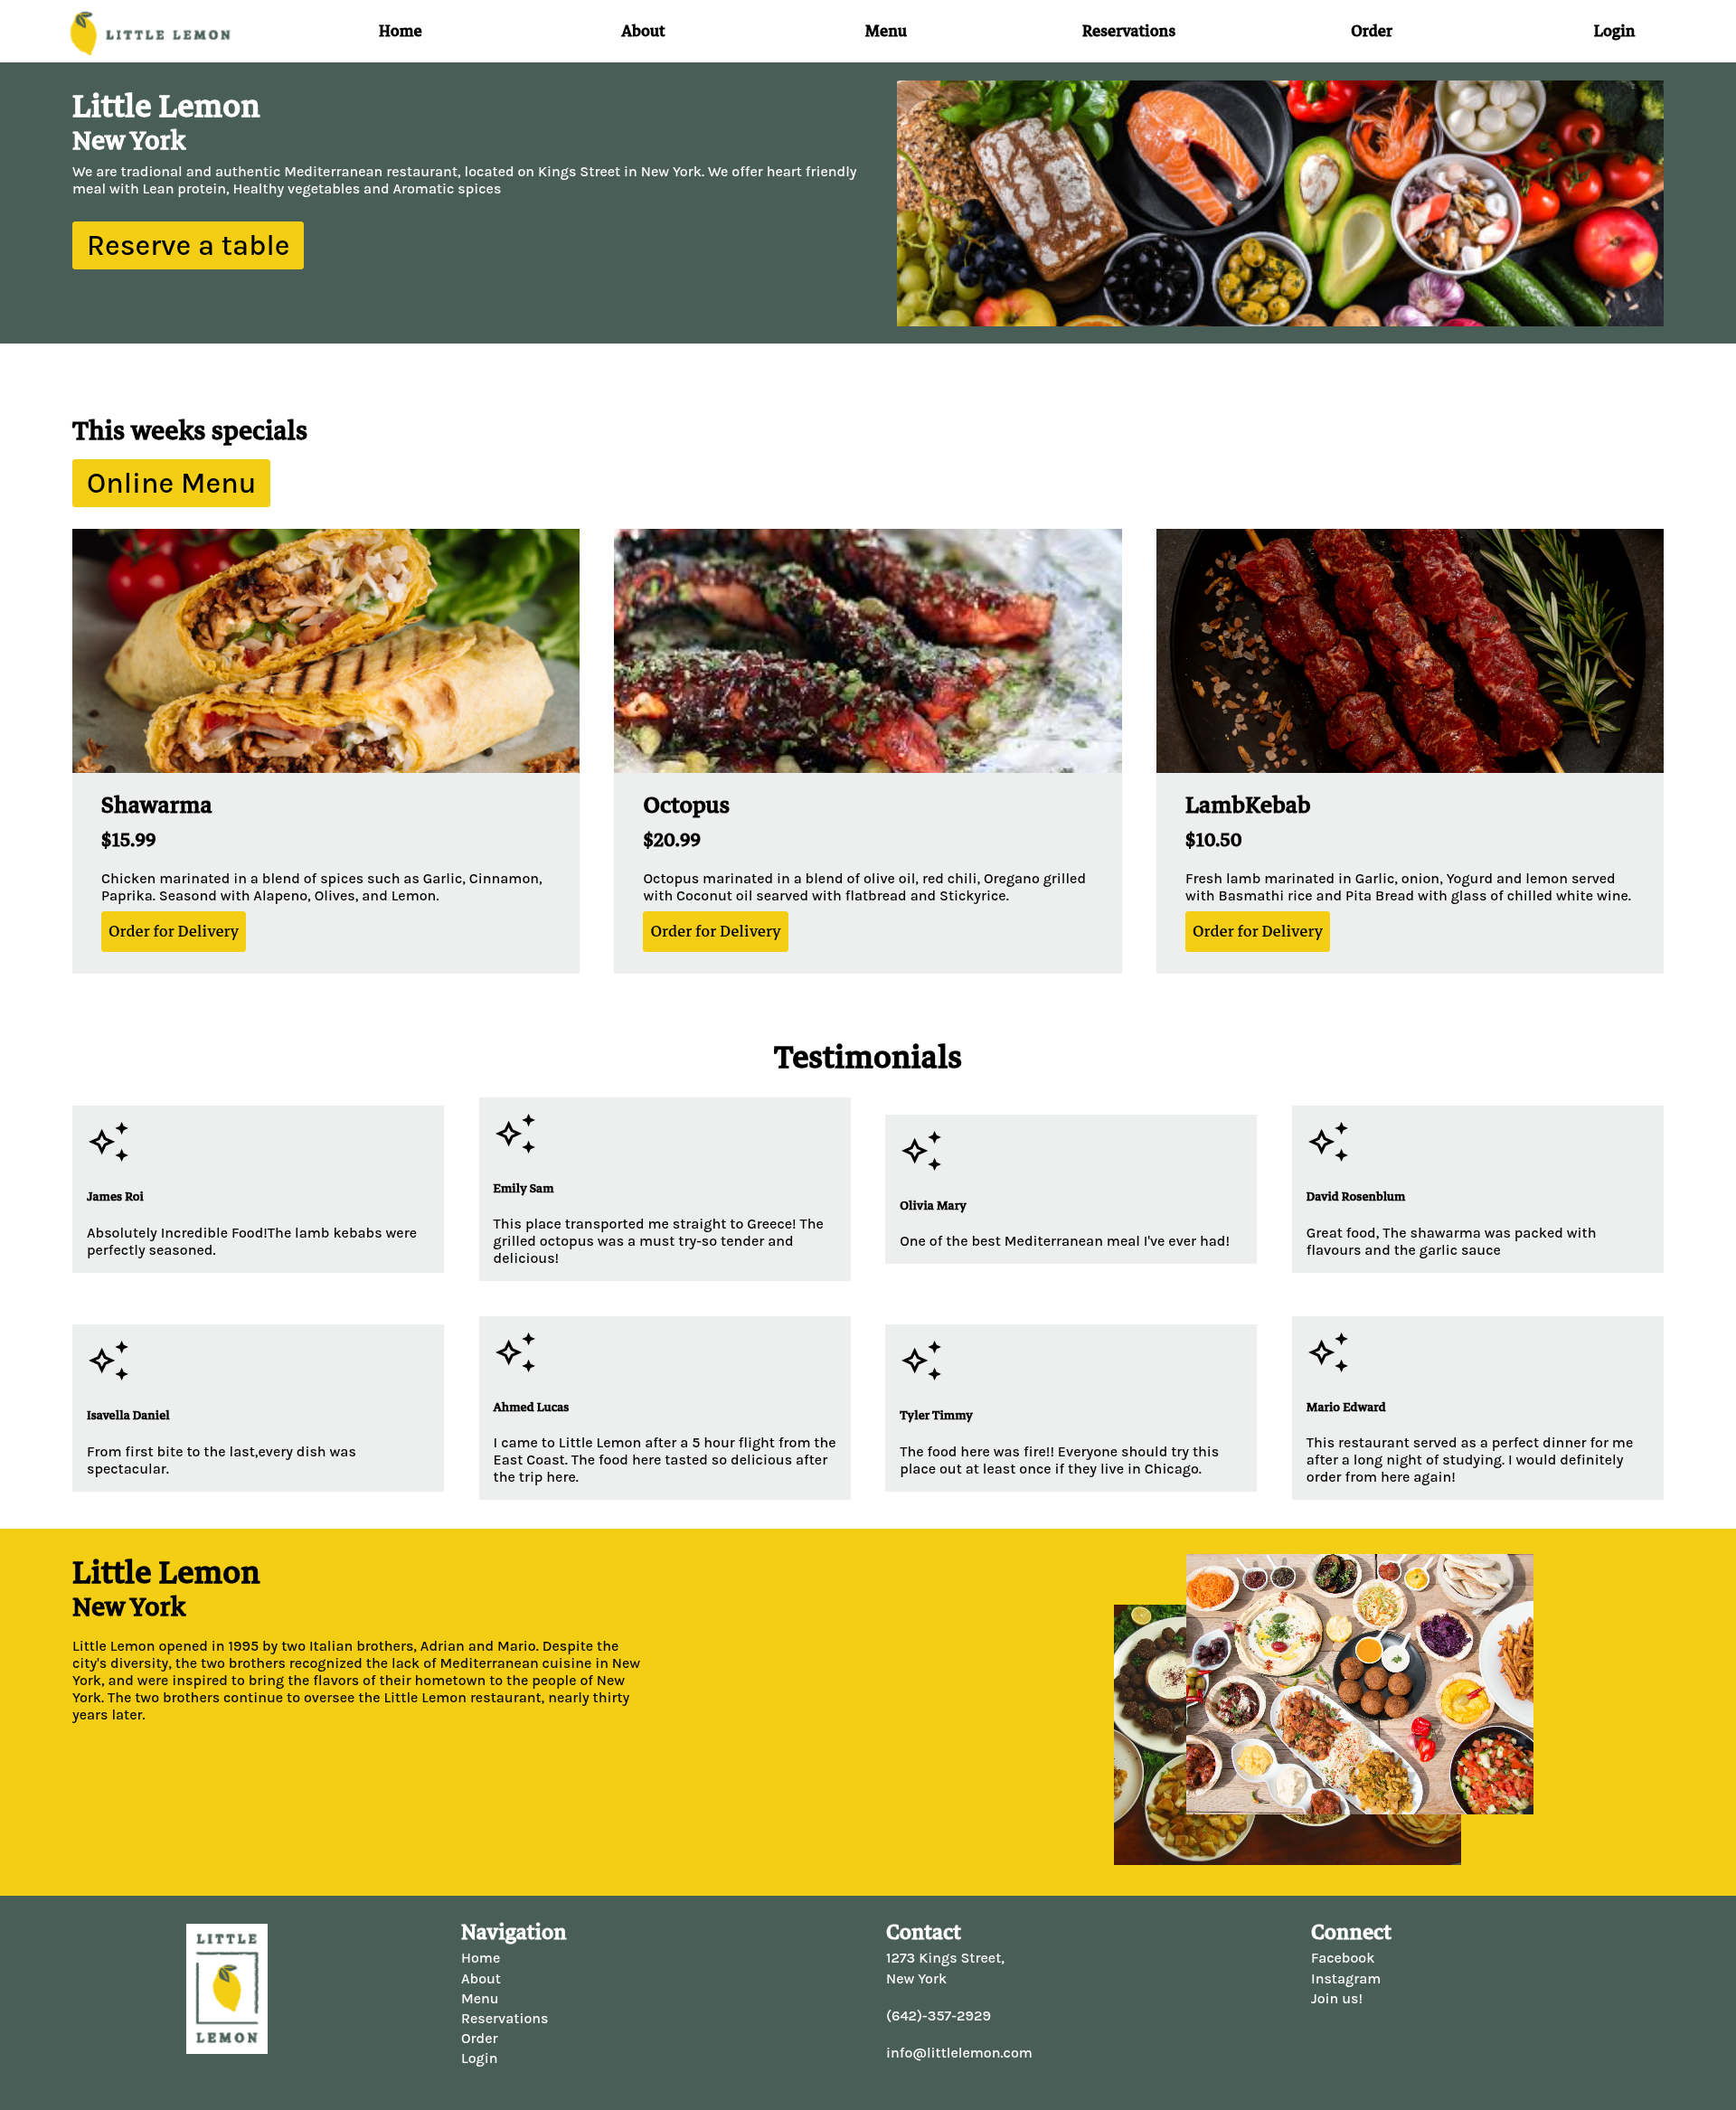 LITTLE LEMON
Home
About
Menu
Reservations
Order
Login
Little Lemon
New York
We are tradional and authentic Mediterranean restaurant, located on Kings Street in New York. We offer heart friendly
meal with Lean protein, Healthy vegetables and Aromatic spices
Reserve a table
This weeks specials
Online Menu
Shawarma
$15.99
Chicken marinated in a blend of spices such as Garlic, Cinnamon,
Paprika. Seasond with Alapeno, Olives, and Lemon.
Order for Delivery
Octopus
$20.99
Octopus marinated in a blend of olive oil, red chili, Oregano grilled
with Coconut oil searved with flatbread and Stickyrice.
Order for Delivery
LambKebab
$10.50
Fresh lamb marinated in Garlic, onion, Yogurd and lemon served
with Basmathi rice and Pita Bread with glass of chilled white wine.
Order for Delivery
Testimonials
James Roi
Absolutely Incredible Food!The lamb kebabs were
perfectly seasoned.
Emily Sam
This place transported me straight to Greece! The
grilled octopus was a must try-so tender and
delicious!
Olivia Mary
One of the best Mediterranean meal I've ever had!
David Rosenblum
Great food, The shawarma was packed with
flavours and the garlic sauce
Isavella Daniel
From first bite to the last,every dish was
spectacular.
Ahmed Lucas
I came to Little Lemon after a 5 hour flight from the
East Coast. The food here tasted so delicious after
the trip here.
Tyler Timmy
The food here was fire!! Everyone should try this
place out at least once if they live in Chicago.
Mario Edward
This restaurant served as a perfect dinner for me
after a long night of studying. I would definitely
order from here again!
Little Lemon
New York
Little Lemon opened in 1995 by two Italian brothers, Adrian and Mario. Despite the
city's diversity, the two brothers recognized the lack of Mediterranean cuisine in New
York, and were inspired to bring the flavors of their hometown to the people of New
York. The two brothers continue to oversee the Little Lemon restaurant, nearly thirty
years later.
LITTLE
LEMON
Navigation
Home
About
Menu
Reservations
Order
Login
Contact
1273 Kings Street,
New York
(642)-357-2929
info@littlelemon.com
Connect
Facebook
Instagram
Join us!